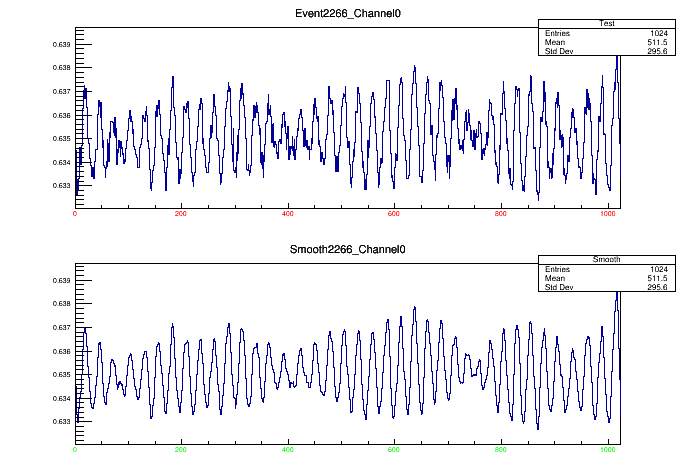 Event2266_Channel0
Test
Entries 1024
Mean 511.5
Std Dev 295.6
0.639
0.638
0.637
0.636
0.635
0.634
0.633
0 200 400 600 800 1000
Smooth2266_Channel0
Smooth
Entries 1024
Mean 511.5
Std Dev 295.6
0.639
0.638
0.637
0.636
0.635
0.634
0.633
0 200 400 600 800 1000